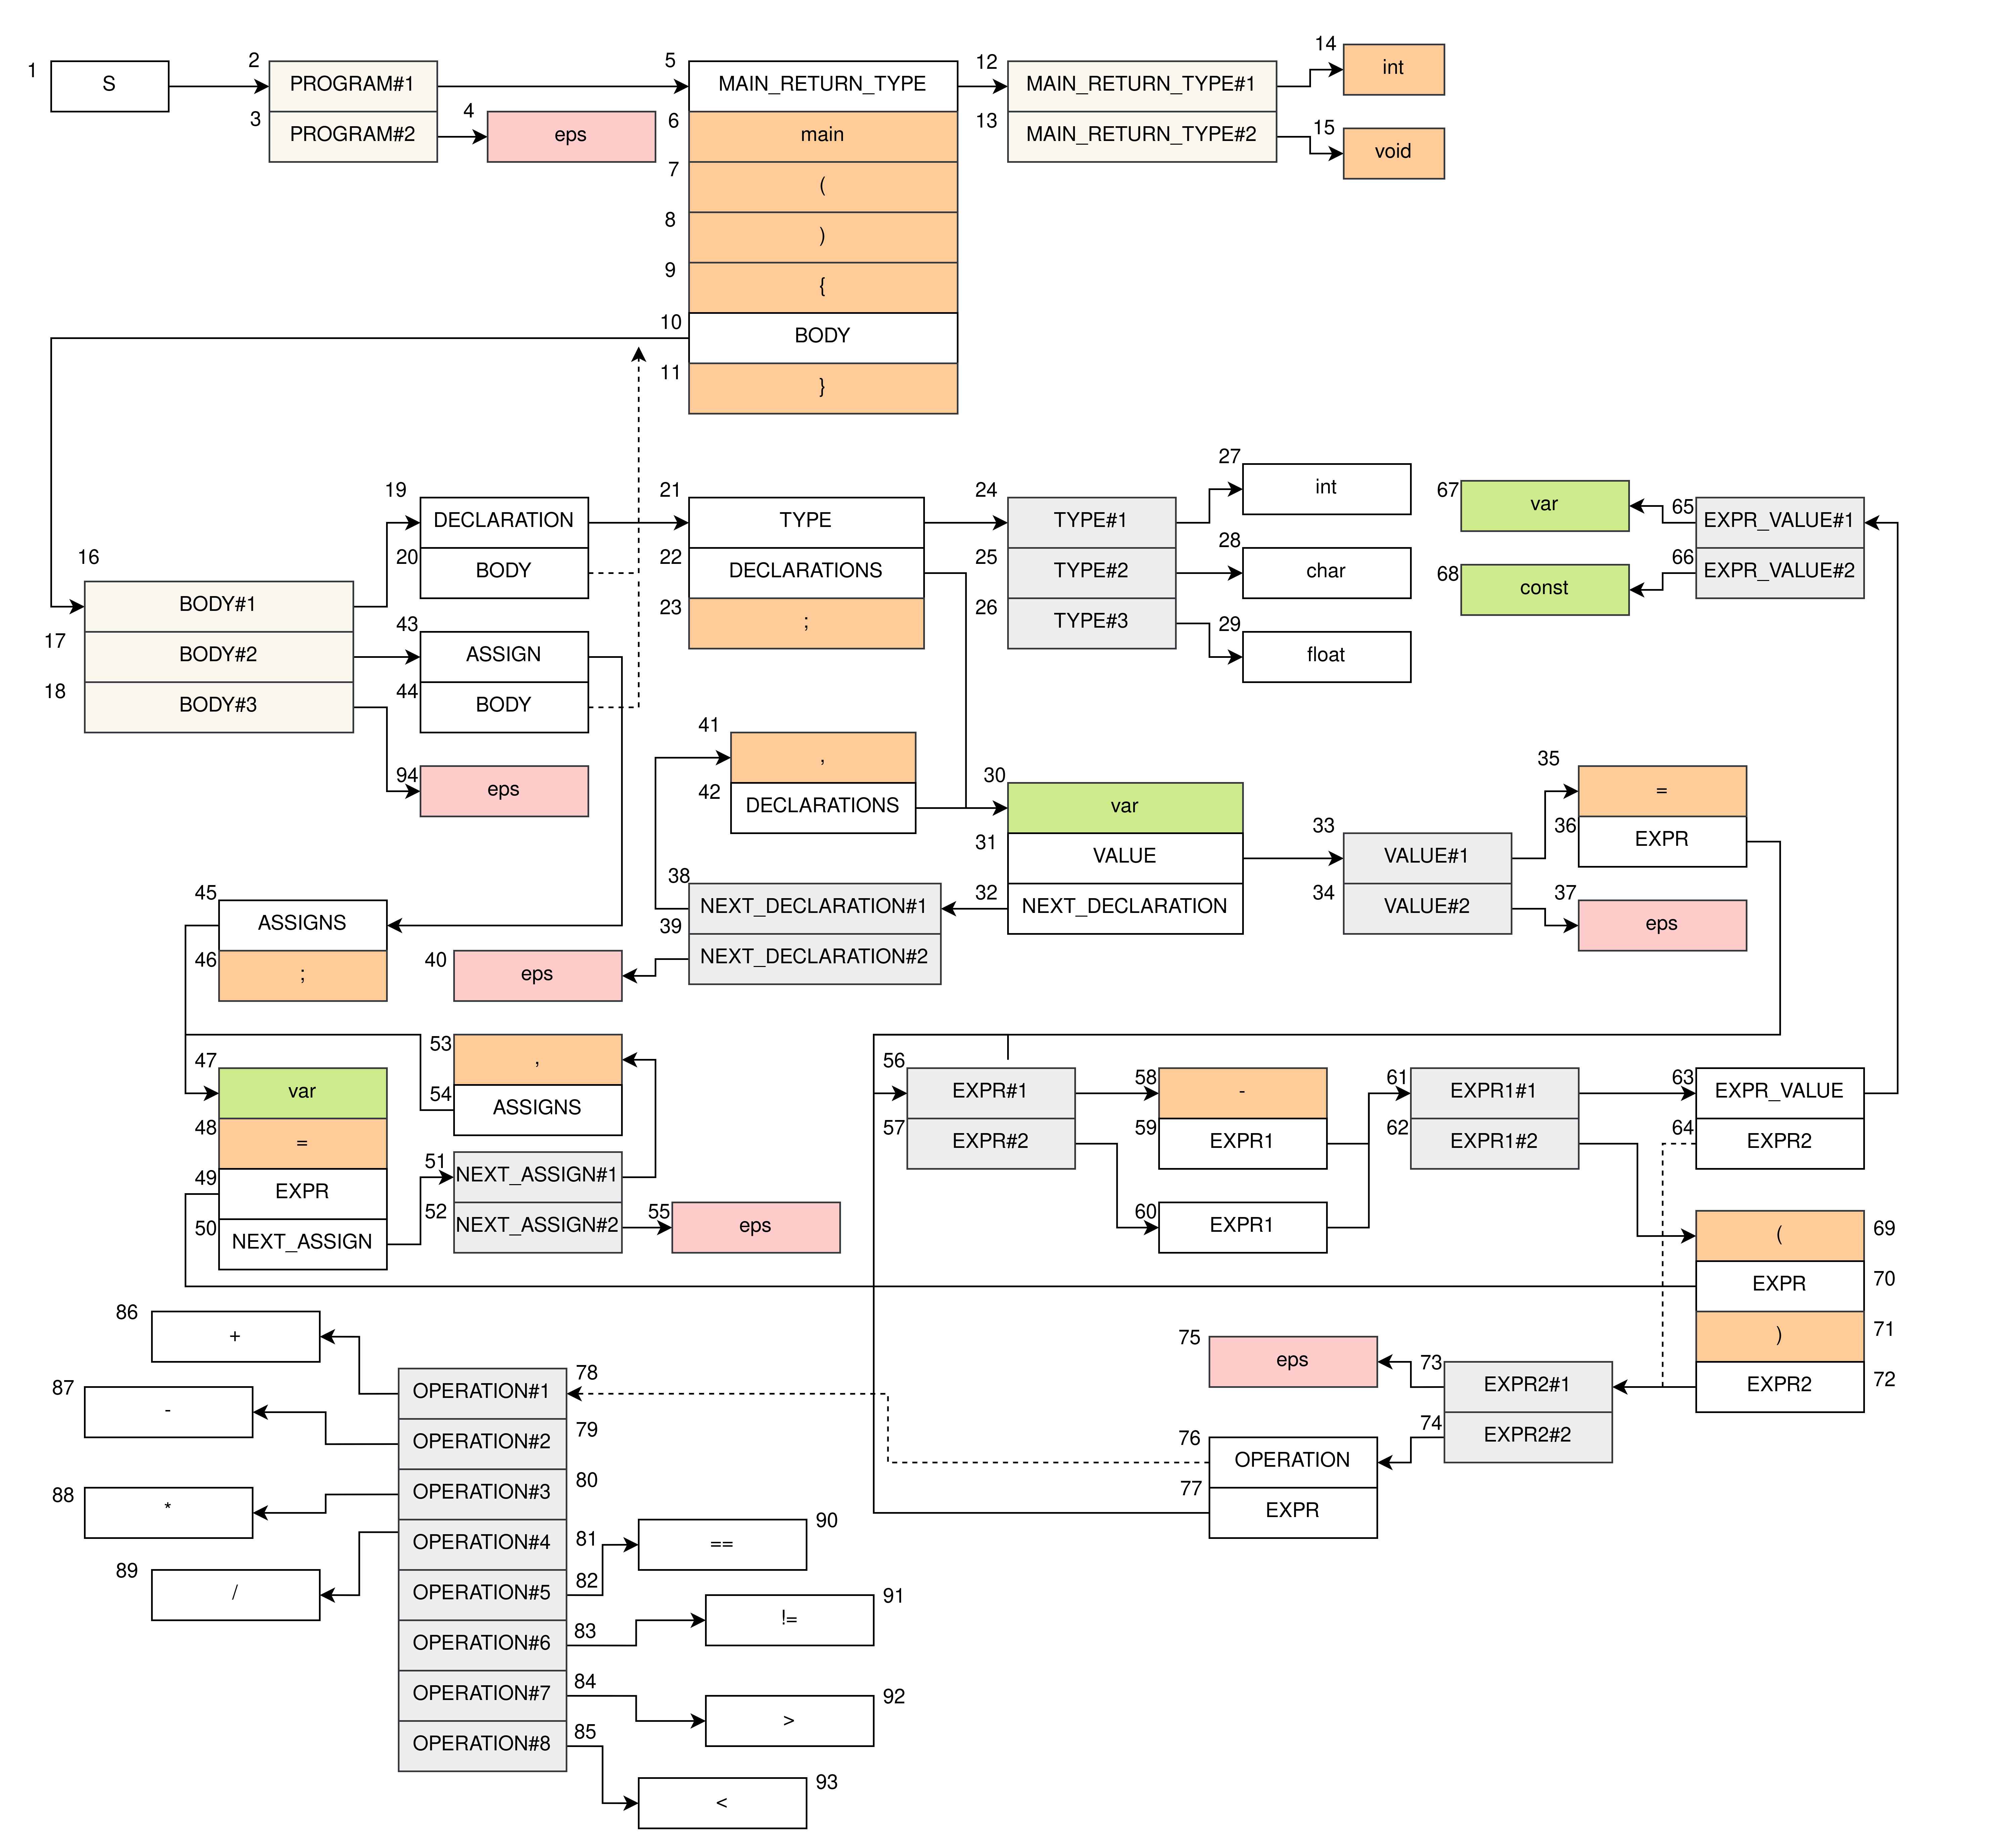 1
S
2
PROGRAM#1
3
PROGRAM#2
4
eps
5
MAIN_RETURN_TYPE
6
main
7
(
8
)
9
{
10
BODY
11
}
12
MAIN_RETURN_TYPE#1
13
MAIN_RETURN_TYPE#2
14
int
15
void
16
BODY#1
17
BODY#2
18
BODY#3
19
DECLARATION
20
BODY
43
ASSIGN
44
BODY
94
eps
21
TYPE
22
DECLARATIONS
23
;
24
TYPE#1
25
TYPE#2
26
TYPE#3
27
int
28
char
29
float
67
var
68
const
65
EXPR_VALUE#1
66
EXPR_VALUE#2
41
,
42
DECLARATIONS
30
var
31
VALUE
32
NEXT_DECLARATION
33
VALUE#1
34
VALUE#2
35
=
36
EXPR
37
eps
38
NEXT_DECLARATION#1
39
NEXT_DECLARATION#2
40
eps
45
ASSIGNS
46
;
47
var
48
=
49
EXPR
50
NEXT_ASSIGN
53
,
54
ASSIGNS
51
NEXT_ASSIGN#1
52
NEXT_ASSIGN#2
55
eps
56
EXPR#1
57
EXPR#2
58
-
59
EXPR1
60
EXPR1
61
EXPR1#1
62
EXPR1#2
63
EXPR_VALUE
64
EXPR2
(
69
EXPR
70
)
71
EXPR2
72
73
EXPR2#1
74
EXPR2#2
75
eps
76
OPERATION
77
EXPR
86
+
87
-
88
*
89
/
OPERATION#1
78
OPERATION#2
79
OPERATION#3
80
OPERATION#4
81
OPERATION#5
82
OPERATION#6
83
OPERATION#7
84
OPERATION#8
85
==
90
!=
91
>
92
<
93